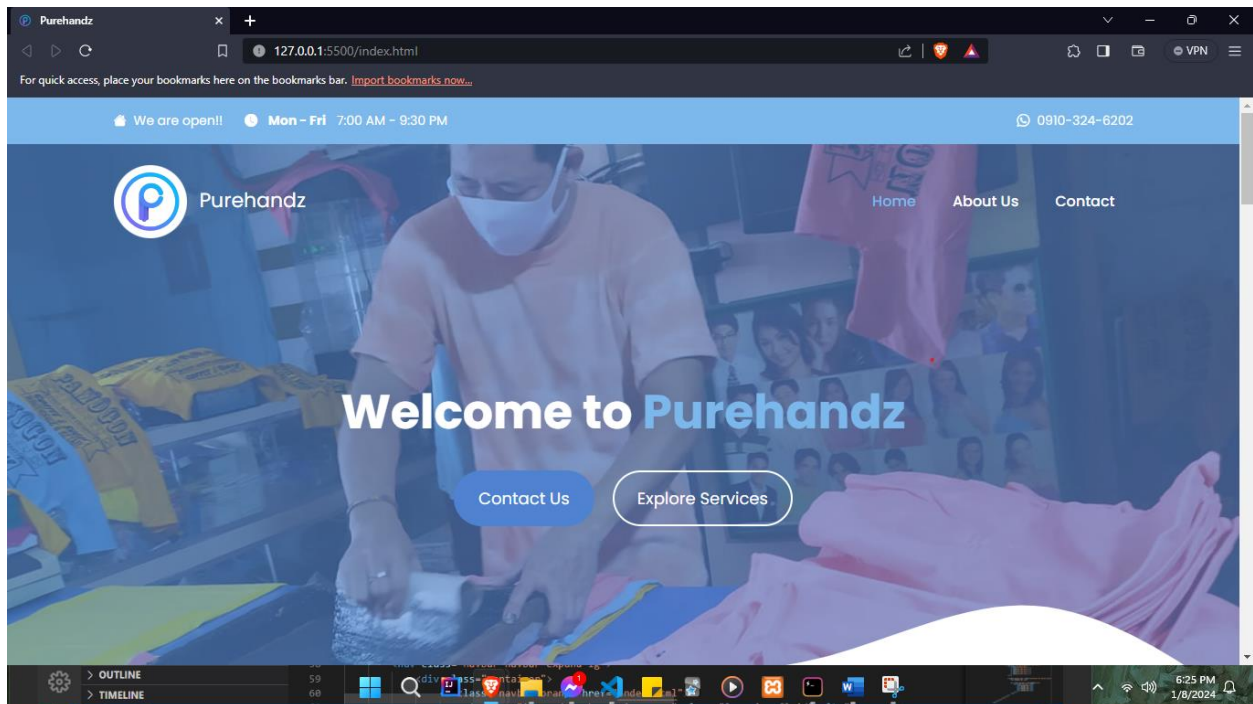 Purehandz
127.0.0.1:5500/index.html
VPN
For quick access, place your bookmarks here on the bookmarks bar. Import bookmarks now...
We are open!! Mon - Fri 7:00 AM - 9:30 PM 0910-324-6202
Purehandz Home About Us Contact
PANOCON
Welcome to Purehandz
Contact Us Explore Services
> OUTLINE
59
> TIMELINE
60
6:25 PM
1/8/2024